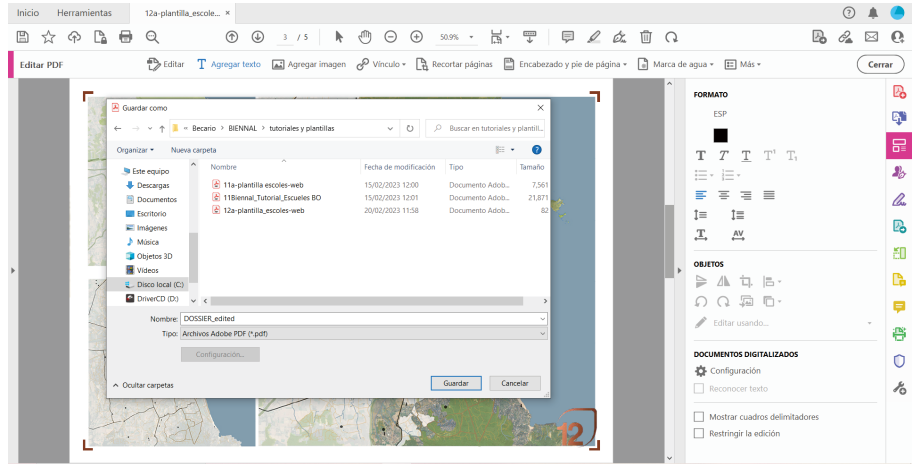 Inicio Herramientas 12a-plantilla_escole... ×
3 / 5 50.9%
Editar PDF Editar Agregar texto Agregar imagen Vínculo Recortar páginas Encabezado y pie de página Marca de agua Más Cerrar
Guardar como
« Becario > BIENNAL > tutoriales y plantillas Buscar en tutoriales y plantill...
Organizar Nueva carpeta
Nombre Fecha de modificación Tipo Tamaño
Este equipo
Descargas
Documentos
Escritorio
Imágenes
Música
Objetos 3D
Vídeos
Disco local (C:)
DriverCD (D:)
11a-plantilla escoles-web 15/02/2023 12:00 Documento Adob... 7,561
11Biennal_Tutorial_Escueles BO 15/02/2023 12:01 Documento Adob... 21,871
12a-plantilla_escoles-web 20/02/2023 11:58 Documento Adob... 82
Nombre: DOSSIER_edited
Tipo: Archivos Adobe PDF (*.pdf)
Configuración...
Ocultar carpetas Guardar Cancelar
12
FORMATO
ESP
T T T T¹ T₁
T AV
OBJETOS
Editar usando...
DOCUMENTOS DIGITALIZADOS
Configuración
Reconocer texto
Mostrar cuadros delimitadores
Restringir la edición